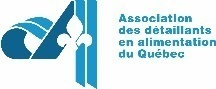 Association
des détaillants
en alimentation
du Québec